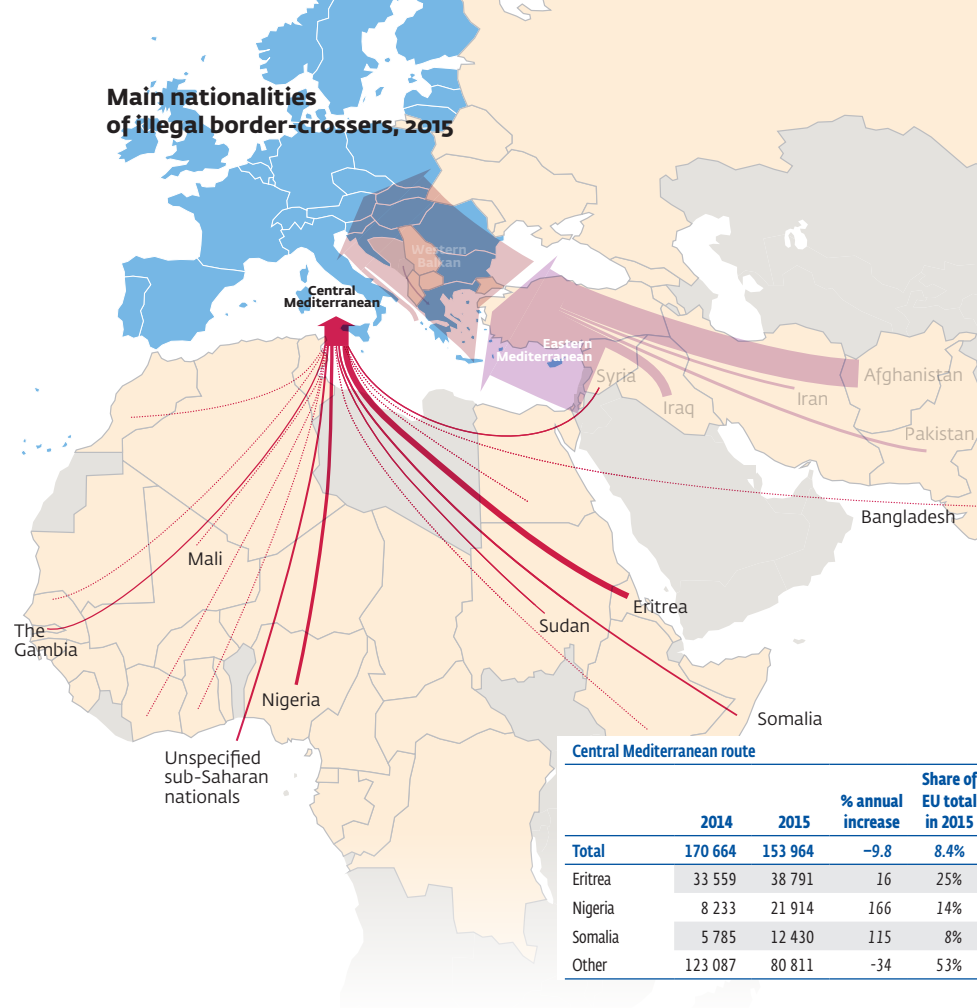 Main nationalities
of illegal border-crossers, 2015
Western
Balkan
Central
Mediterranean
Eastern
Mediterranean
Syria
Iraq
Iran
Afghanistan
Pakistan
Bangladesh
Mali
The
Gambia
Eritrea
Sudan
Nigeria
Somalia
Unspecified
sub-Saharan
nationals
Central Mediterranean route
2014 2015 % annual increase Share of EU total in 2015
Total 170 664 153 964 –9.8 8.4%
Eritrea 33 559 38 791 16 25%
Nigeria 8 233 21 914 166 14%
Somalia 5 785 12 430 115 8%
Other 123 087 80 811 -34 53%